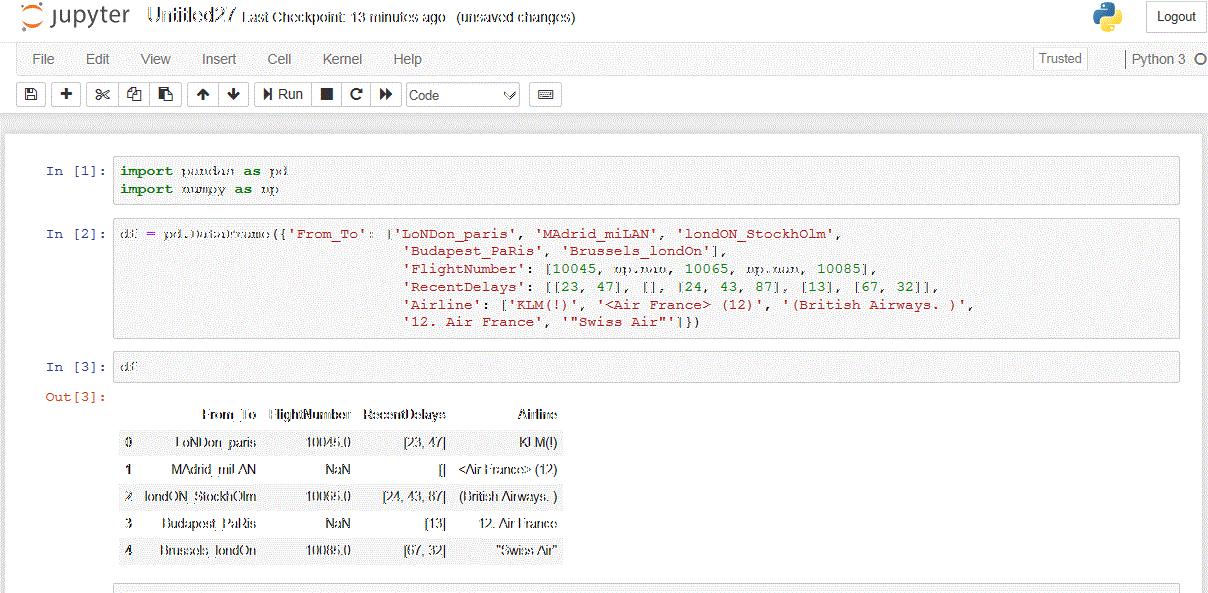 jupyter Untitled27 Last Checkpoint: 13 minutes ago (unsaved changes)
Logout
File Edit View Insert Cell Kernel Help
Trusted Python 3
Run Code
In [1]: import pandas as pd
import numpy as np
In [2]: df = pd.DataFrame({'From_To': ['LoNDon_paris', 'MAdrid_miLAN', 'londON_StockhOlm',
'Budapest_PaRis', 'Brussels_londOn'],
'FlightNumber': [10045, np.nan, 10065, np.nan, 10085],
'RecentDelays': [[23, 47], [], [24, 43, 87], [13], [67, 32]],
'Airline': ['KLM(!)', '<Air France> (12)', '(British Airways. )',
'12. Air France', '"Swiss Air"']})
In [3]: df
Out[3]:
From_To FlightNumber RecentDelays Airline
0 LoNDon_paris 10045.0 [23, 47] KLM(!)
1 MAdrid_miLAN NaN [] <Air France> (12)
2 londON_StockhOlm 10065.0 [24, 43, 87] (British Airways. )
3 Budapest_PaRis NaN [13] 12. Air France
4 Brussels_londOn 10085.0 [67, 32] "Swiss Air"